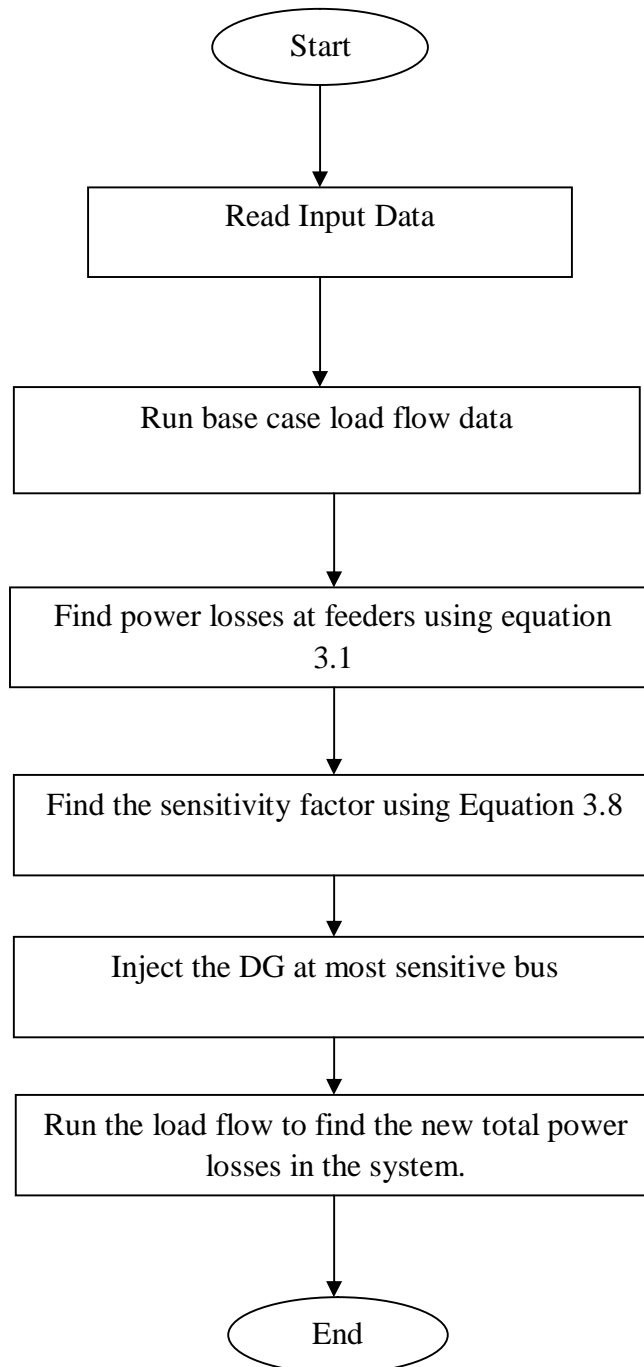 Start
Read Input Data
Run base case load flow data
Find power losses at feeders using equation
3.1
Find the sensitivity factor using Equation 3.8
Inject the DG at most sensitive bus
Run the load flow to find the new total power
losses in the system.
End